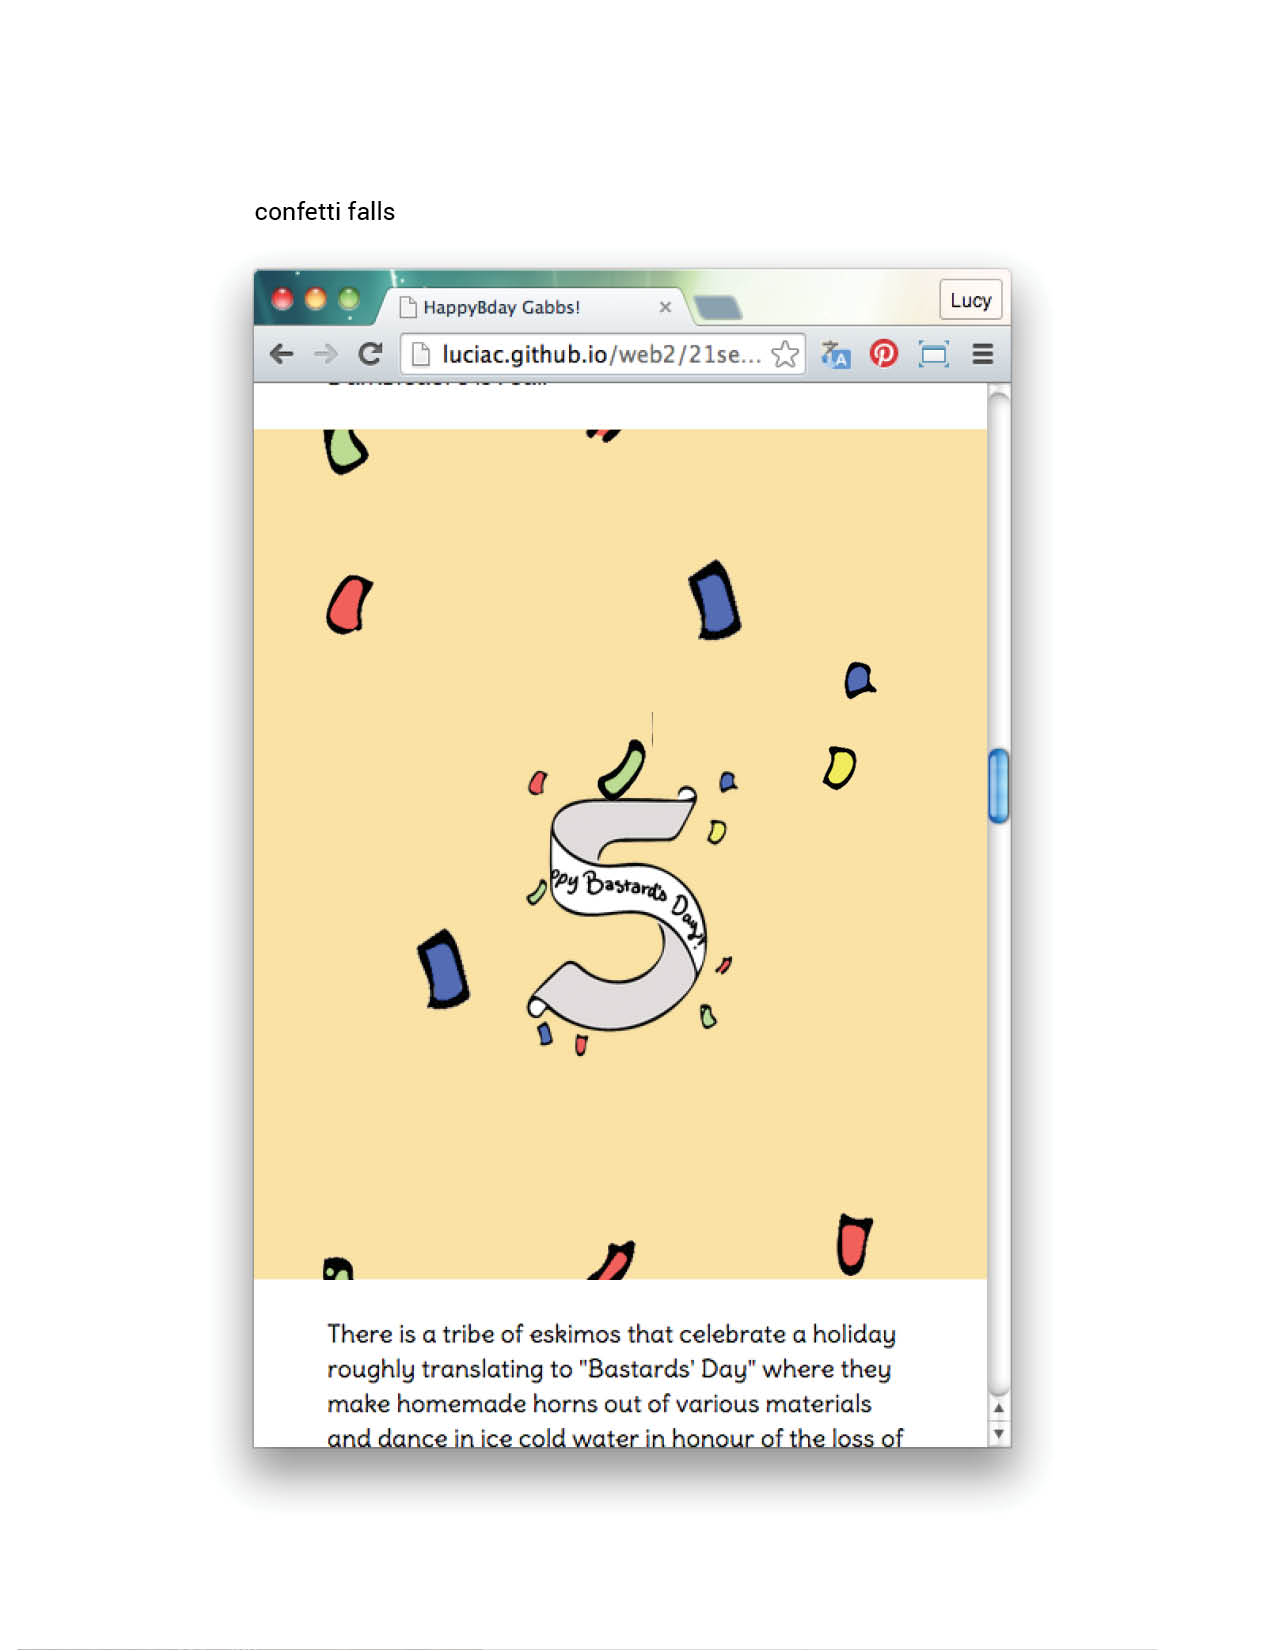 confetti falls
HappyBday Gabbs!
Lucy
luciac.github.io/web2/21se...
ppy Bastard's Day!
There is a tribe of eskimos that celebrate a holiday
roughly translating to "Bastards' Day" where they
make homemade horns out of various materials
and dance in ice cold water in honour of the loss of